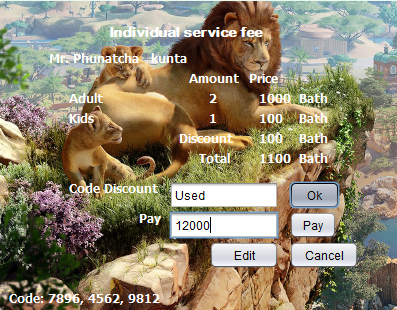 Individual service fee
Mr. Phunatcha kunta
Amount Price
Adult 2 1000 Bath
Kids 1 100 Bath
Discount 100 Bath
Total 1100 Bath
Code Discount Used Ok
Pay 12000 Pay
Edit Cancel
Code: 7896, 4562, 9812